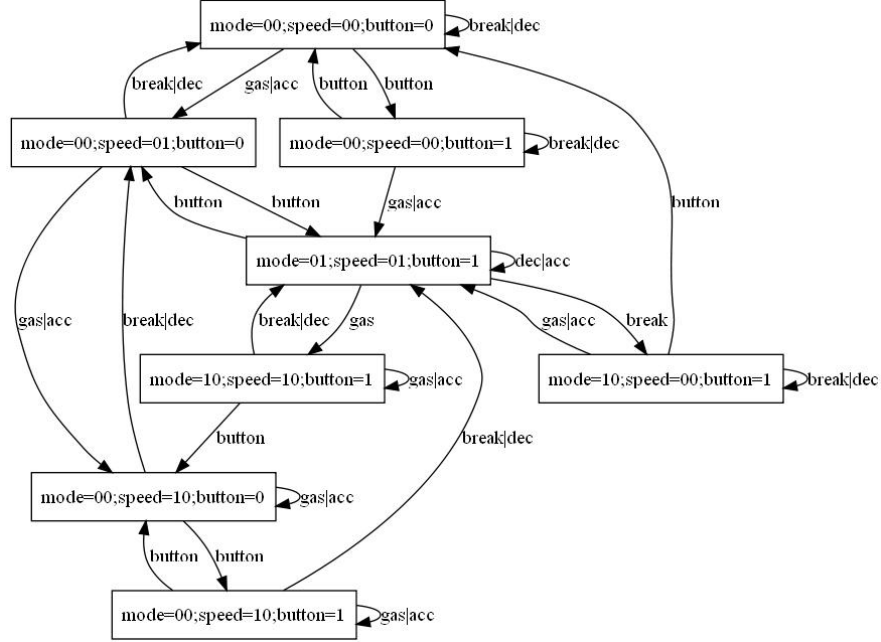 mode=00;speed=00;button=0
break|dec
break|dec
gas|acc
button
button
mode=00;speed=01;button=0
mode=00;speed=00;button=1
break|dec
button
button
gas|acc
button
mode=01;speed=01;button=1
dec|acc
gas|acc
break|dec
break|dec
gas
gas|acc
break
mode=10;speed=10;button=1
gas|acc
mode=10;speed=00;button=1
break|dec
button
break|dec
mode=00;speed=10;button=0
gas|acc
button
button
mode=00;speed=10;button=1
gas|acc